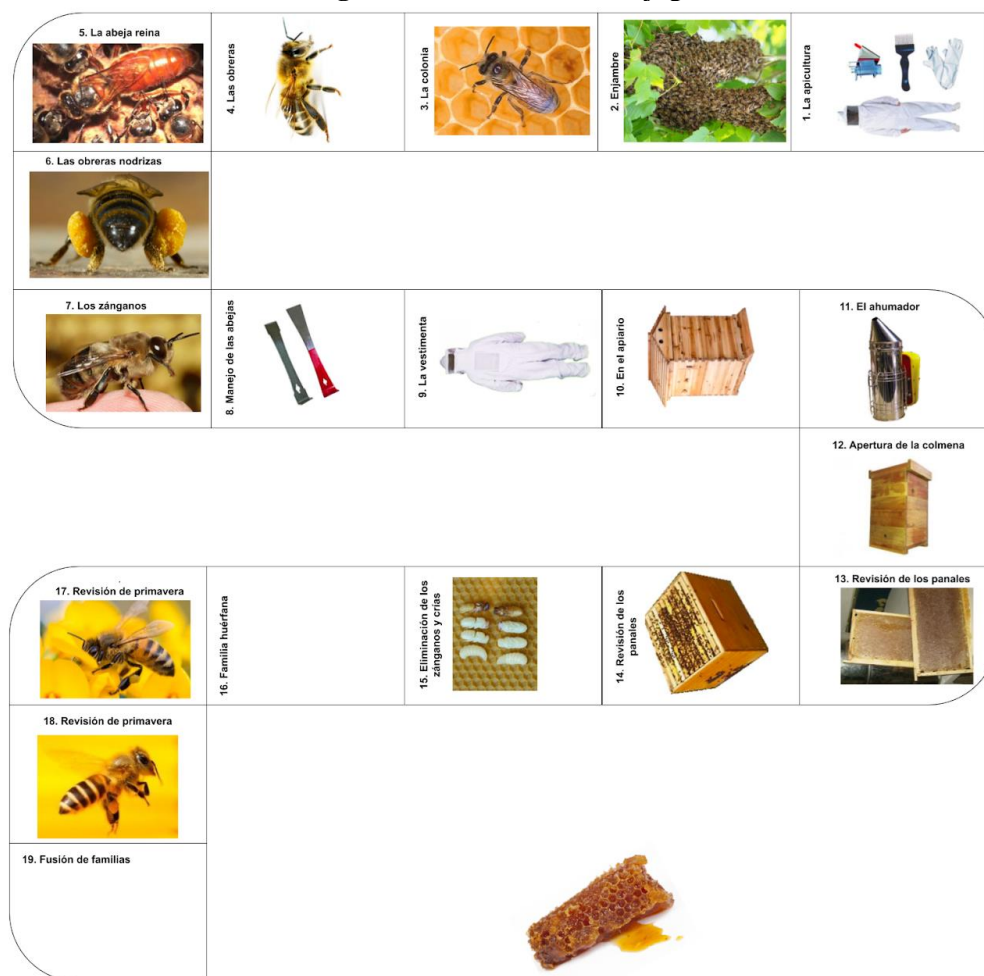 5. La abeja reina
4. Las obreras
3. La colonia
2. Enjambre
1. La apicultura
6. Las obreras nodrizas
7. Los zánganos
8. Manejo de las abejas
9. La vestimenta
10. En el apiario
11. El ahumador
12. Apertura de la colmena
17. Revisión de primavera
16. Familia huérfana
15. Eliminación de los
zánganos y crías
14. Revisión de los
panales
13. Revisión de los panales
18. Revisión de primavera
19. Fusión de familias